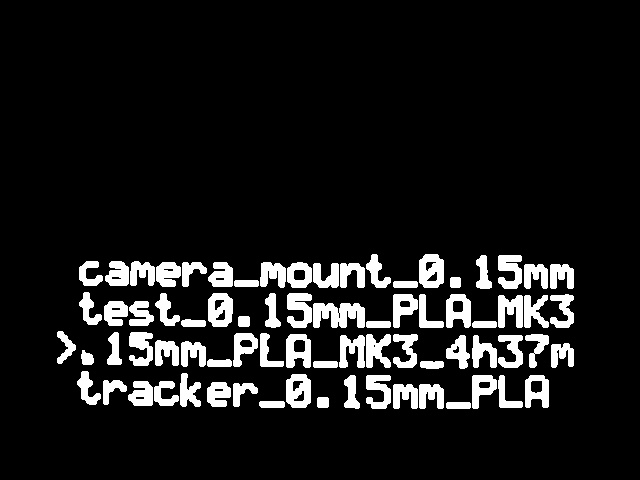 camera_mount_0.15mm
test_0.15mm_PLA_MK3
>.15mm_PLA_MK3_4h37m
tracker_0.15mm_PLA